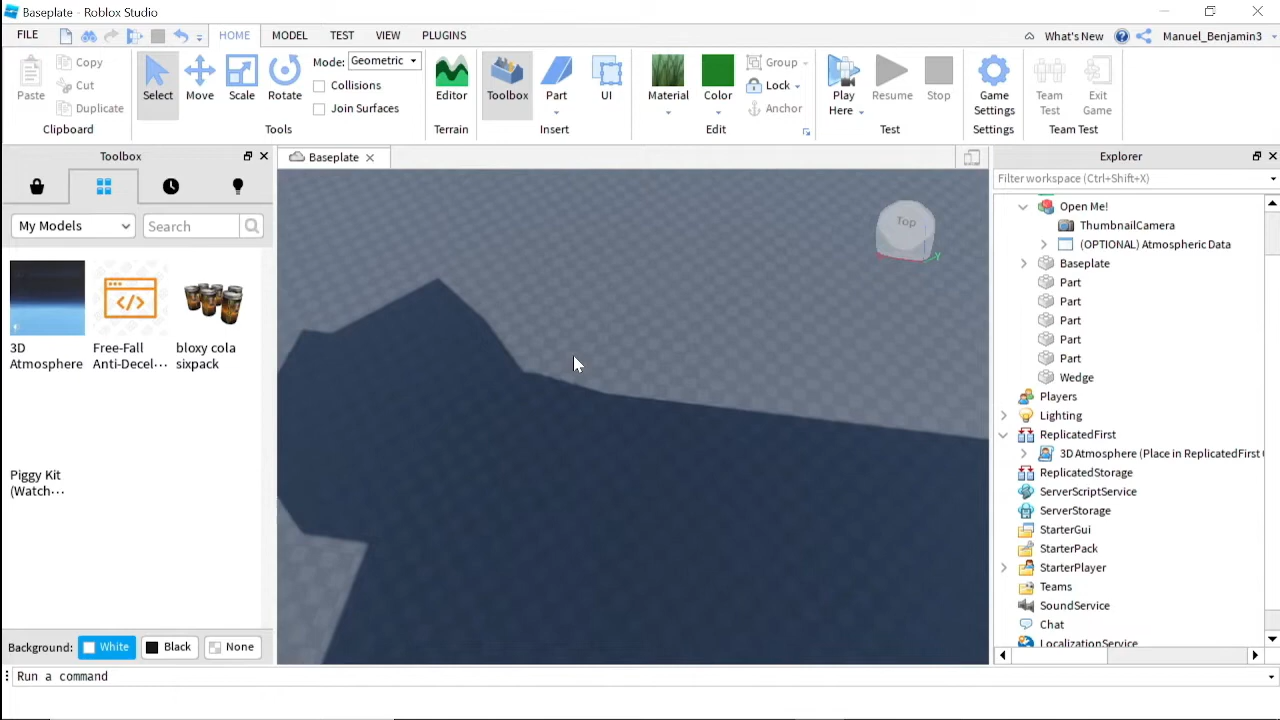 Baseplate - Roblox Studio
FILE
HOME
MODEL
TEST
VIEW
PLUGINS
What's New
Manuel_Benjamin3
Paste
Copy
Cut
Duplicate
Clipboard
Select
Move
Scale
Rotate
Mode: Geometric
Collisions
Join Surfaces
Tools
Editor
Terrain
Toolbox
Part
UI
Insert
Material
Color
Group
Lock
Anchor
Edit
Play
Here
Resume
Stop
Test
Game
Settings
Settings
Team
Test
Exit
Game
Team Test
Toolbox
My Models
Search
3D
Atmosphere
Free-Fall
Anti-Decel···
bloxy cola
sixpack
Piggy Kit
(Watch···
Background:
White
Black
None
Baseplate
Top
Y
Explorer
Filter workspace (Ctrl+Shift+X)
Open Me!
ThumbnailCamera
(OPTIONAL) Atmospheric Data
Baseplate
Part
Part
Part
Part
Part
Wedge
Players
Lighting
ReplicatedFirst
3D Atmosphere (Place in ReplicatedFirst
ReplicatedStorage
ServerScriptService
ServerStorage
StarterGui
StarterPack
StarterPlayer
Teams
SoundService
Chat
LocalizationService
Run a command